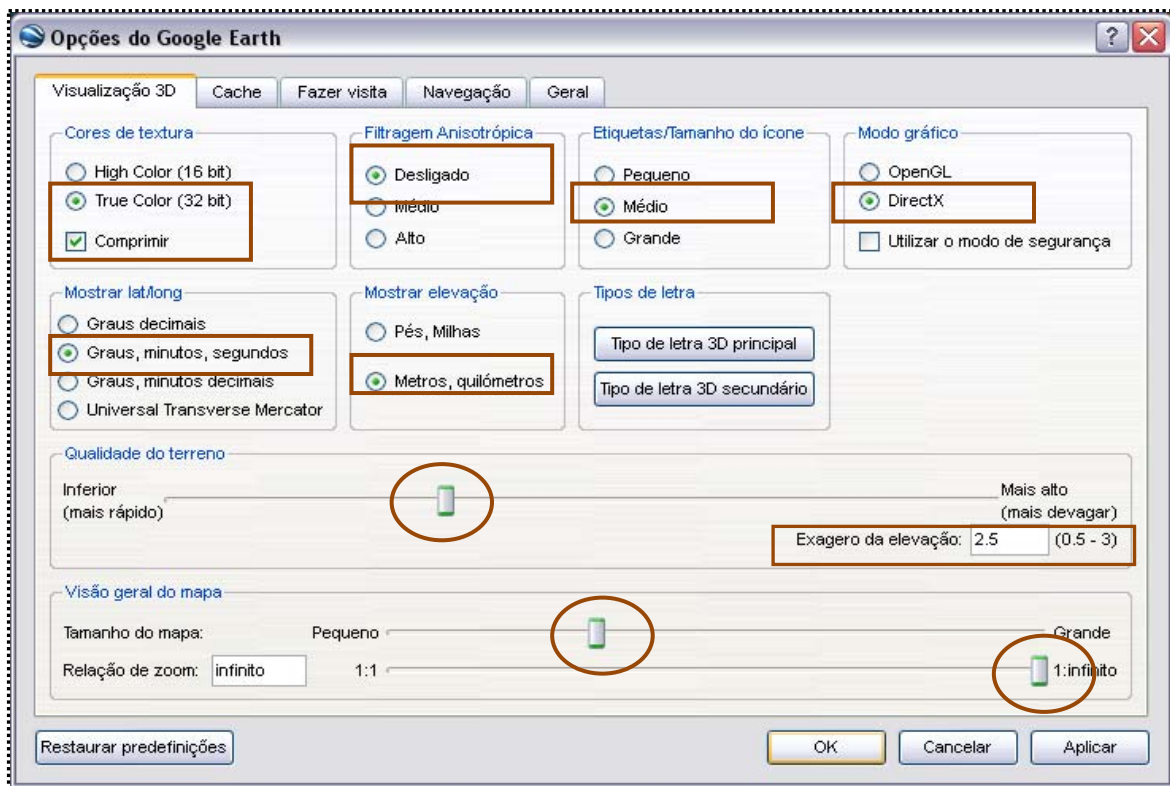 Opções do Google Earth
Visualização 3D
Cache
Fazer visita
Navegação
Geral
Cores de textura
High Color (16 bit)
True Color (32 bit)
Comprimir
Filtragem Anisotrópica
Desligado
Médio
Alto
Etiquetas/Tamanho do ícone
Pequeno
Médio
Grande
Modo gráfico
OpenGL
DirectX
Utilizar o modo de segurança
Mostrar lat/long
Graus decimais
Graus, minutos, segundos
Graus, minutos decimais
Universal Transverse Mercator
Mostrar elevação
Pés, Milhas
Metros, quilómetros
Tipos de letra
Tipo de letra 3D principal
Tipo de letra 3D secundário
Qualidade do terreno
Inferior
(mais rápido)
Mais alto
(mais devagar)
Exagero da elevação: 2.5 (0.5 - 3)
Visão geral do mapa
Tamanho do mapa: Pequeno Grande
Relação de zoom: infinito 1:1 1:infinito
Restaurar predefinições
OK
Cancelar
Aplicar